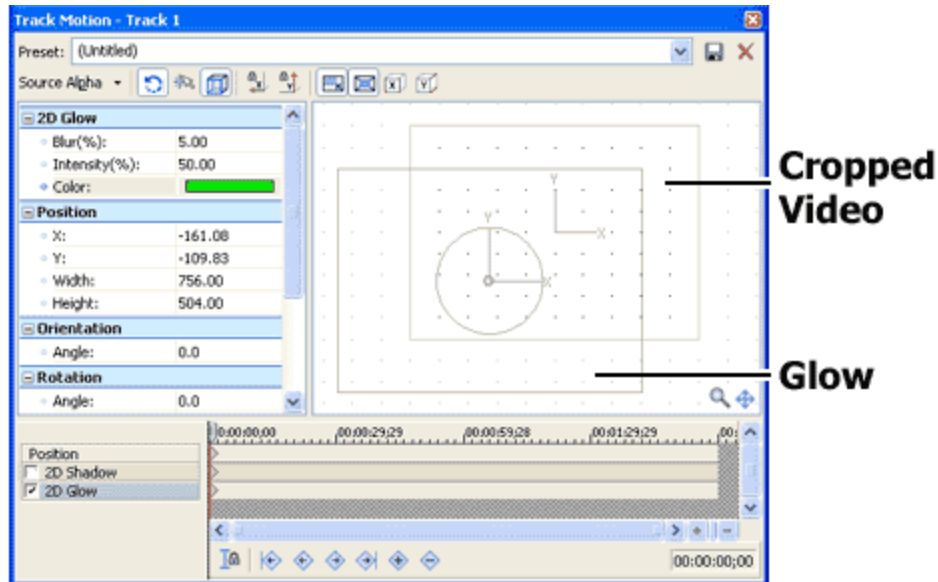 Track Motion - Track 1
Preset: (Untitled)
Source Alpha
2D Glow
Blur(%): 5.00
Intensity(%): 50.00
Color:
Position
X: -161.08
Y: -109.83
Width: 756.00
Height: 504.00
Orientation
Angle: 0.0
Rotation
Angle: 0.0
Y
X
Y
X
Cropped
Video
Glow
0:00:00;00 00:00:29;29 00:00:59;28 00:01:29;29 00:
Position
2D Shadow
2D Glow
00:00:00;00